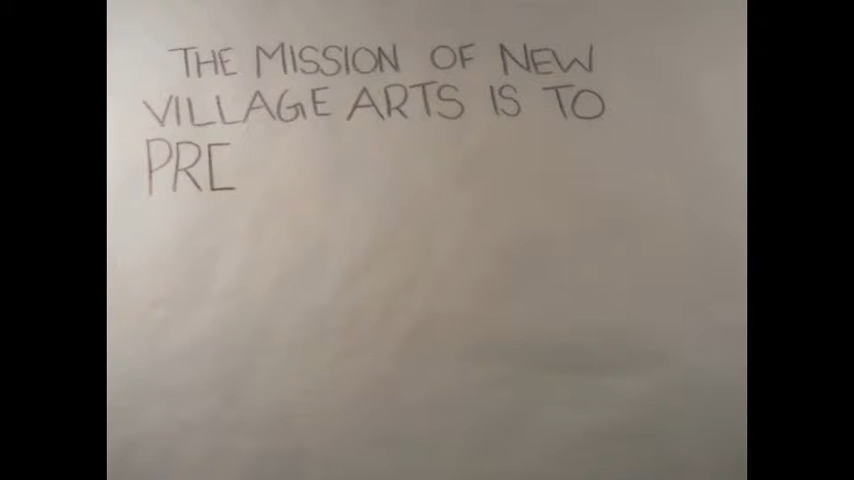 THE MISSION OF NEW
VILLAGE ARTS IS TO
PRE